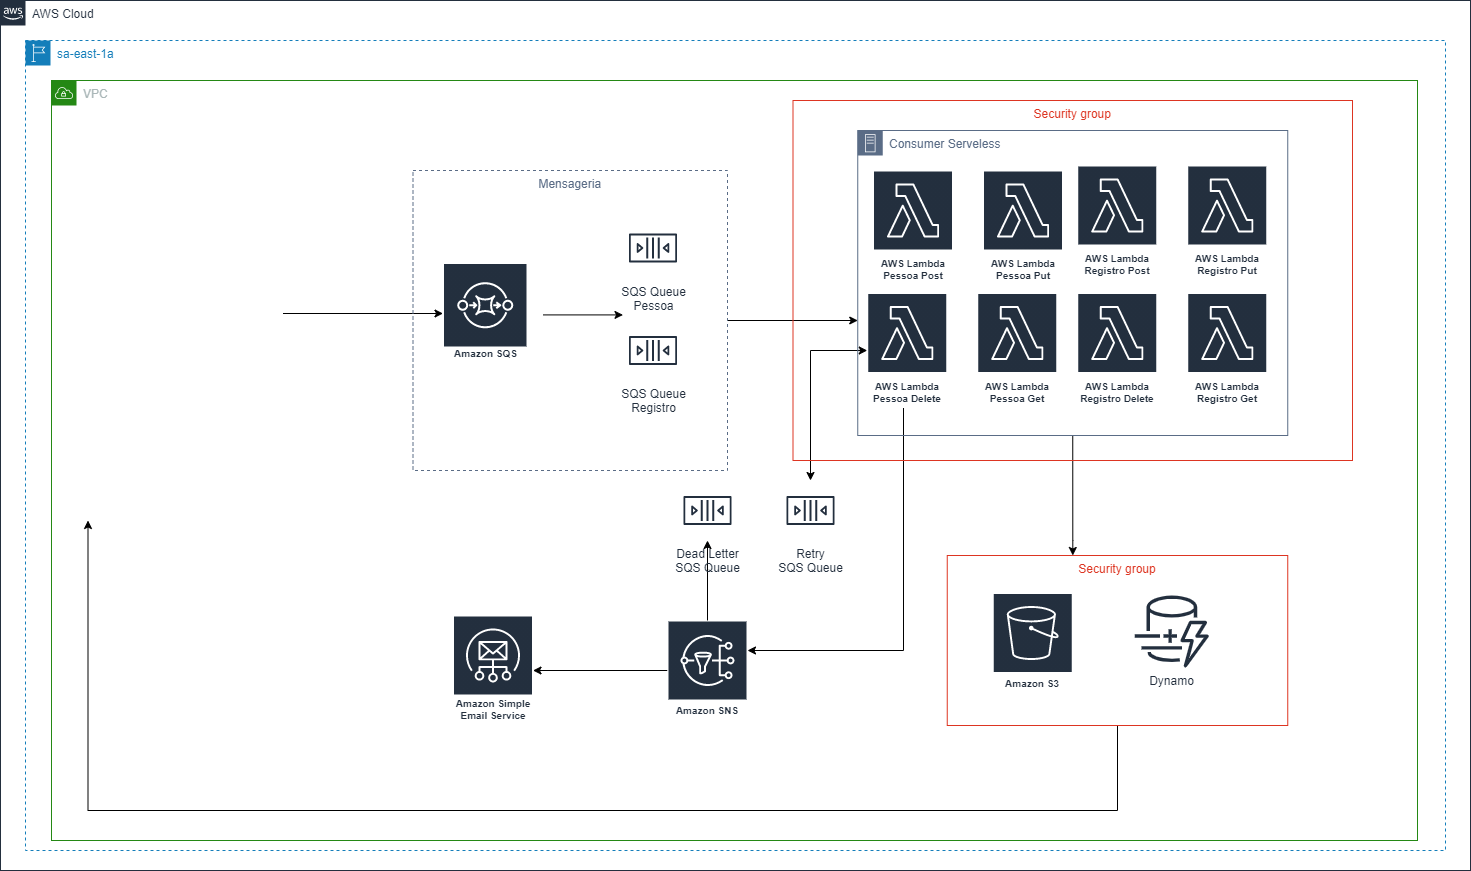 aws
AWS Cloud
sa-east-1a
VPC
Security group
Consumer Serveless
Mensageria
AWS Lambda
Pessoa Post
AWS Lambda
Pessoa Put
AWS Lambda
Registro Post
AWS Lambda
Registro Put
SQS Queue
Pessoa
Amazon SQS
SQS Queue
Registro
AWS Lambda
Pessoa Delete
AWS Lambda
Pessoa Get
AWS Lambda
Registro Delete
AWS Lambda
Registro Get
Dead Letter
SQS Queue
Retry
SQS Queue
Security group
Amazon S3
Dynamo
Amazon Simple
Email Service
Amazon SNS